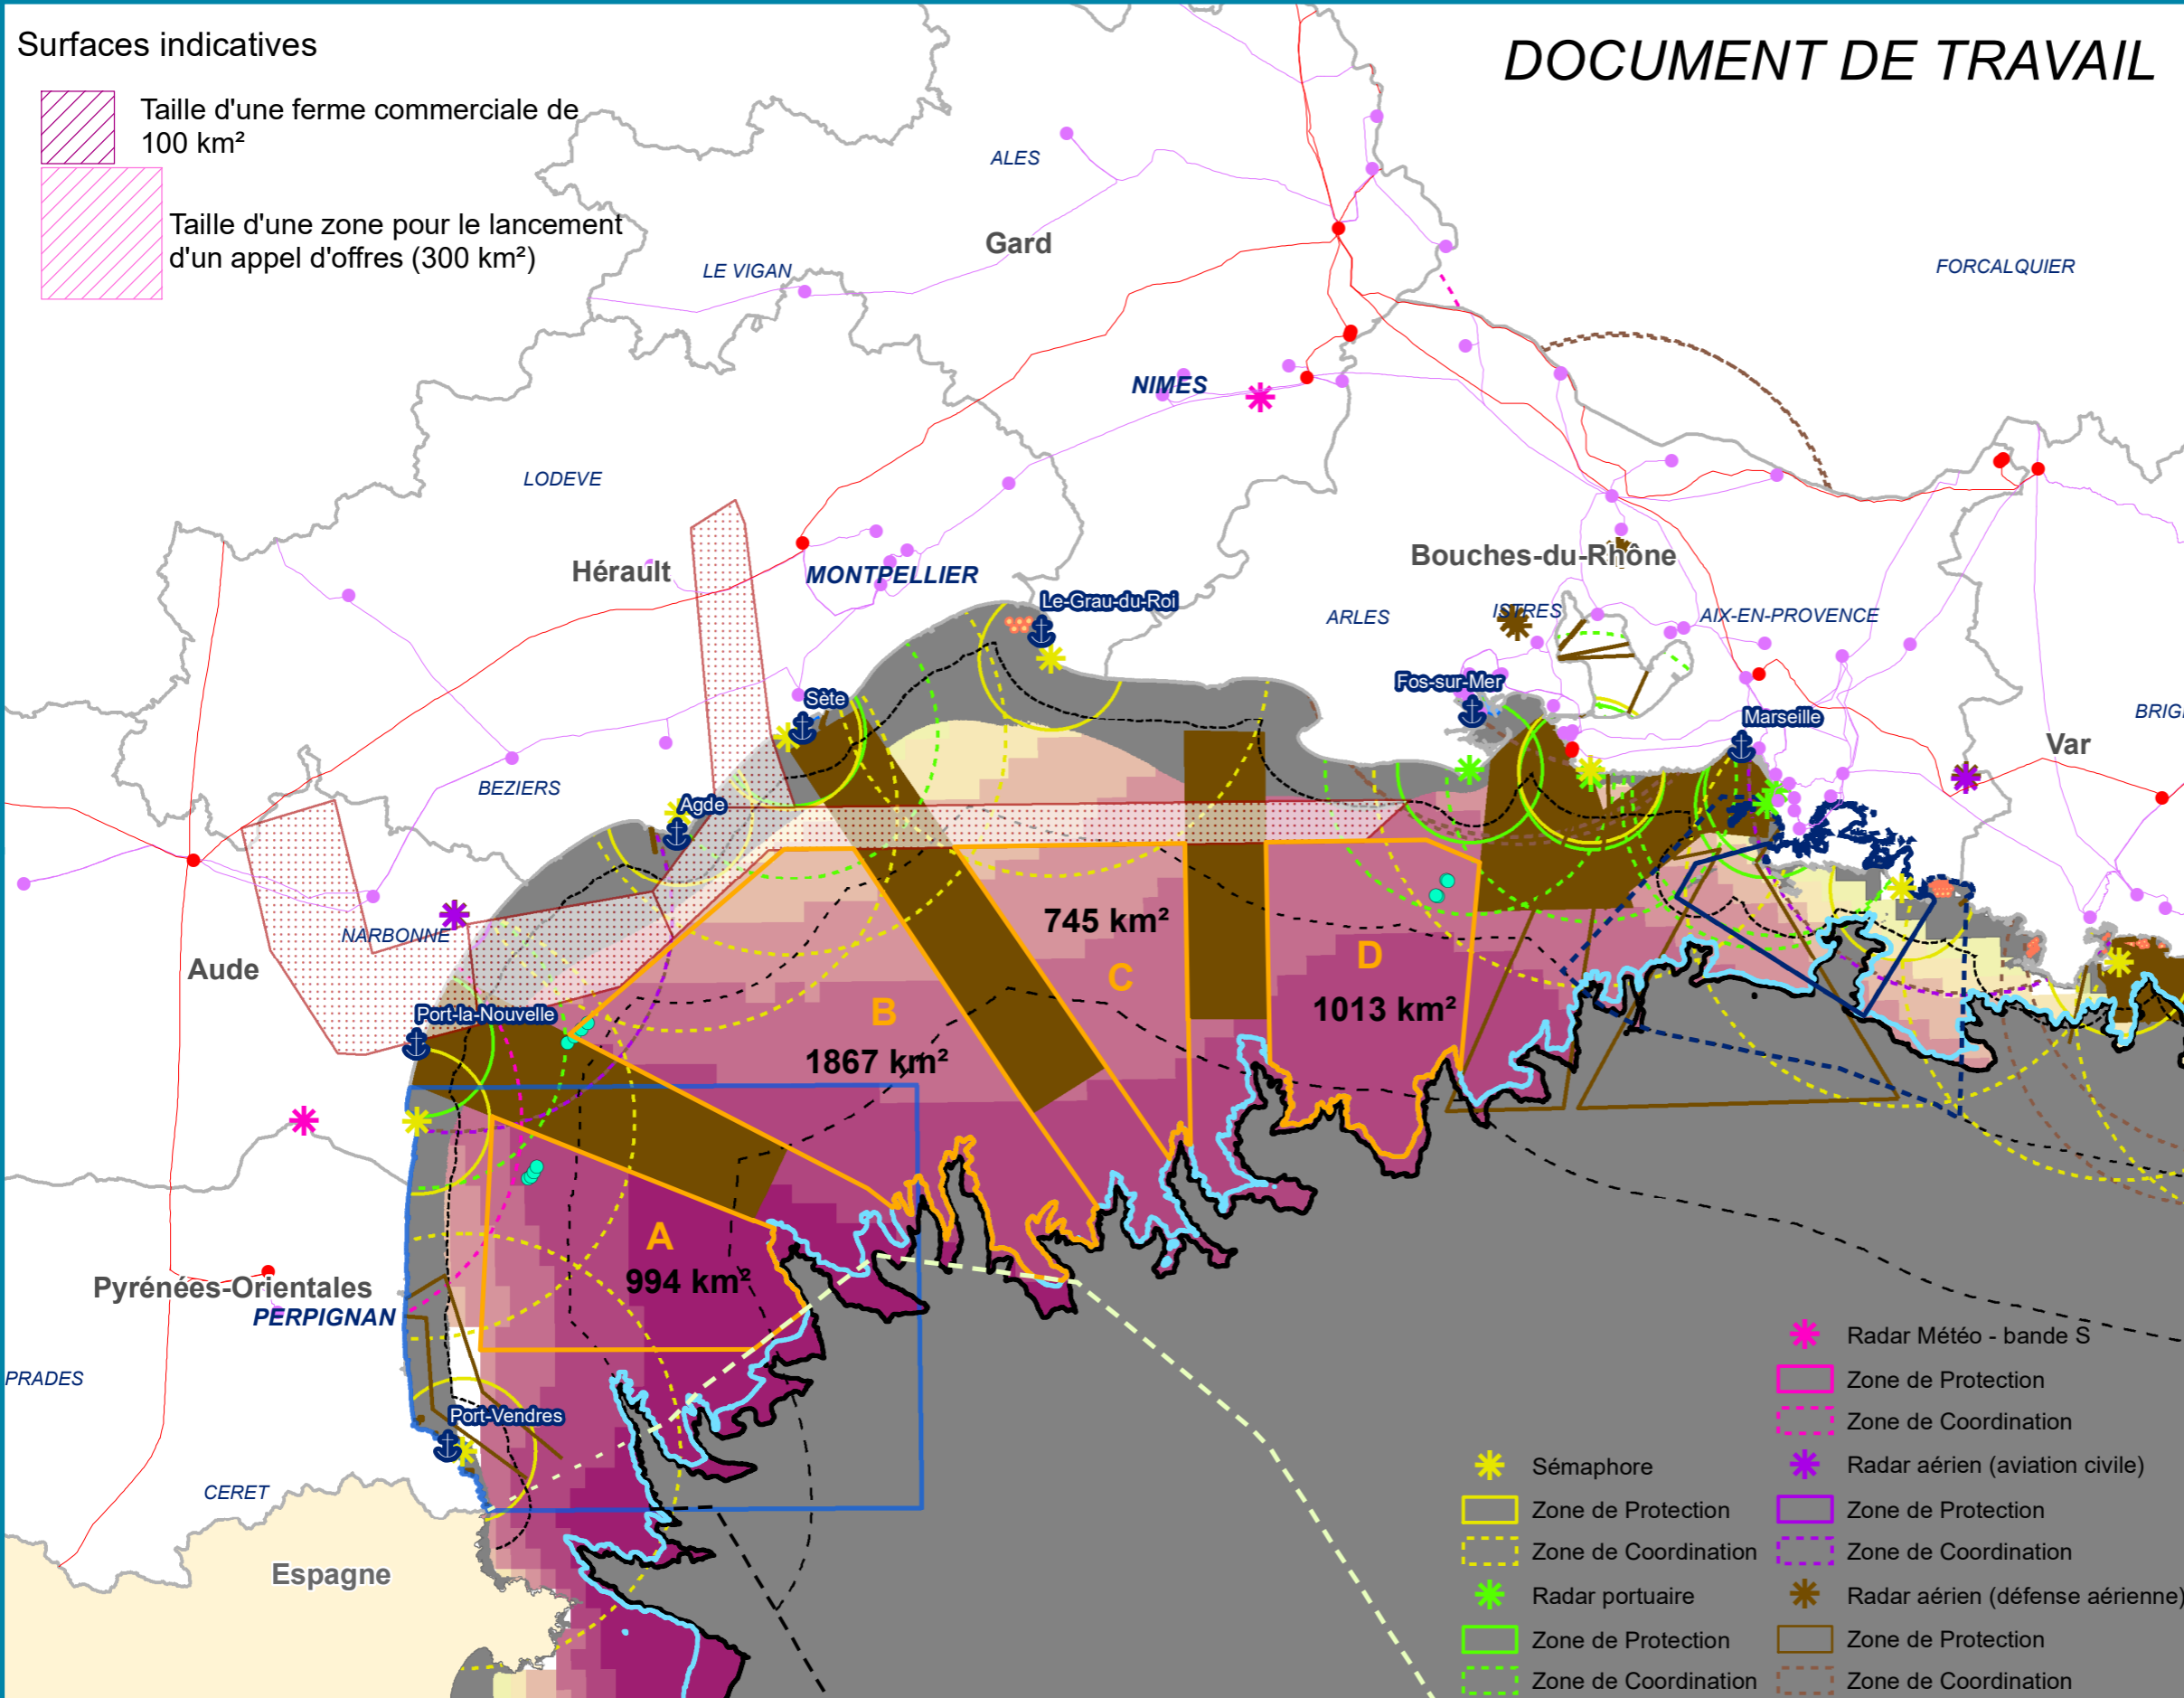 Surfaces indicatives
DOCUMENT DE TRAVAIL
Taille d'une ferme commerciale de
100 km²
Taille d'une zone pour le lancement
d'un appel d'offres (300 km²)
ALES
Gard
LE VIGAN
FORCALQUIER
NIMES
LODEVE
Hérault
MONTPELLIER
Bouches-du-Rhône
Le-Grau-du-Roi
ARLES
ISTRES
AIX-EN-PROVENCE
Fos-sur-Mer
Sète
Marseille
BRIG
Var
BEZIERS
Agde
NARBONNE
745 km²
Aude
D
C
Port-la-Nouvelle
B
1013 km²
1867 km²
A
994 km²
Pyrénées-Orientales
PERPIGNAN
PRADES
Port-Vendres
CERET
Espagne
Radar Météo - bande S
Zone de Protection
Zone de Coordination
Sémaphore
Zone de Protection
Zone de Coordination
Radar portuaire
Zone de Protection
Zone de Coordination
Radar aérien (aviation civile)
Zone de Protection
Zone de Coordination
Radar aérien (défense aérienne)
Zone de Protection
Zone de Coordination